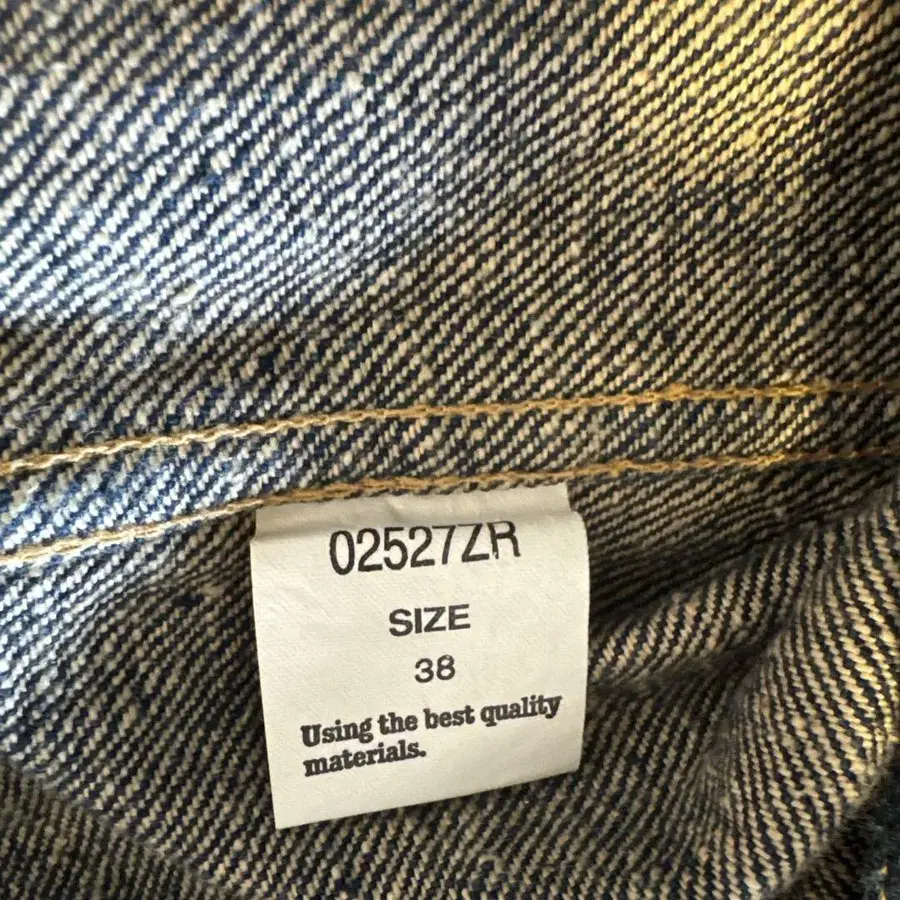 02527ZR
SIZE
38
Using the best quality
materials.